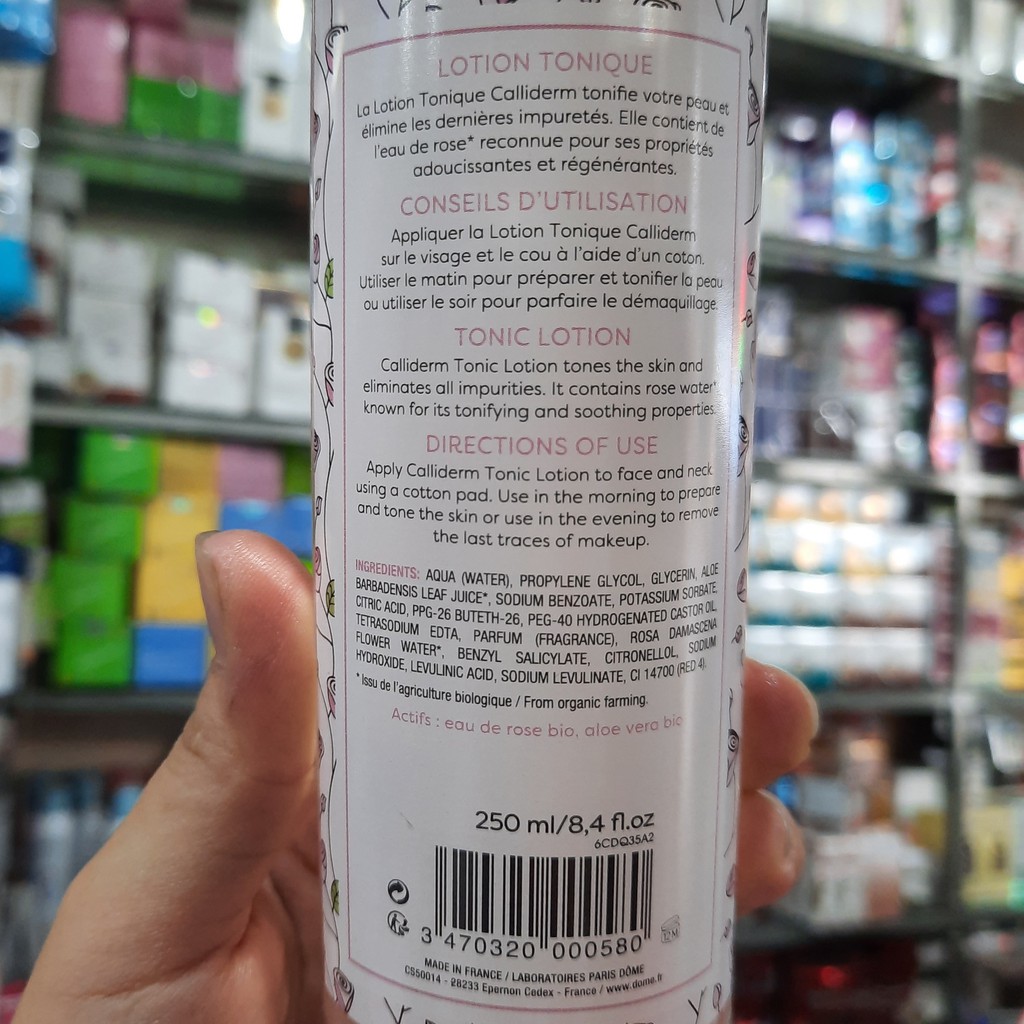 LOTION TONIQUE
La Lotion Tonique Calliderm tonifie votre peau et
élimine les dernières impuretés. Elle contient de
l'eau de rose* reconnue pour ses propriétés
adoucissantes et régénérantes.
CONSEILS D'UTILISATION
Appliquer la Lotion Tonique Calliderm
sur le visage et le cou à l'aide d'un coton.
Utiliser le matin pour préparer et tonifier la peau
ou utiliser le soir pour parfaire le démaquillage.
TONIC LOTION
Calliderm Tonic Lotion tones the skin and
eliminates all impurities. It contains rose water*
known for its tonifying and soothing properties.
DIRECTIONS OF USE
Apply Calliderm Tonic Lotion to face and neck
using a cotton pad. Use in the morning to prepare
and tone the skin or use in the evening to remove
the last traces of makeup.
INGREDIENTS: AQUA (WATER), PROPYLENE GLYCOL, GLYCERIN, ALOE
BARBADENSIS LEAF JUICE*, SODIUM BENZOATE, POTASSIUM SORBATE,
CITRIC ACID, PPG-26 BUTETH-26, PEG-40 HYDROGENATED CASTOR OIL,
TETRASODIUM EDTA, PARFUM (FRAGRANCE), ROSA DAMASCENA
FLOWER WATER*, BENZYL SALICYLATE, CITRONELLOL, SODIUM
HYDROXIDE, LEVULINIC ACID, SODIUM LEVULINATE, CI 14700 (RED 4).
* Issu de l'agriculture biologique / From organic farming.
Actifs : eau de rose bio, aloe vera bio
250 ml/8,4 fl.oz
6CDQ35A2
3 470320 000580
12M
MADE IN FRANCE / LABORATOIRES PARIS DÔME
CS50014 - 28233 Epernon Cedex - France / www.dome.fr